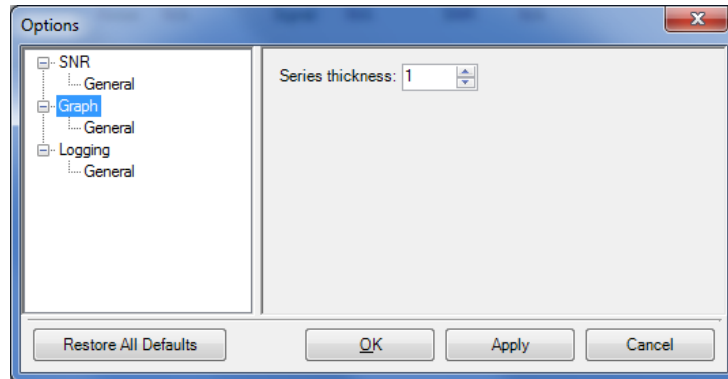 Options
SNR
General
Graph
General
Logging
General
Series thickness: 1
Restore All Defaults
OK
Apply
Cancel